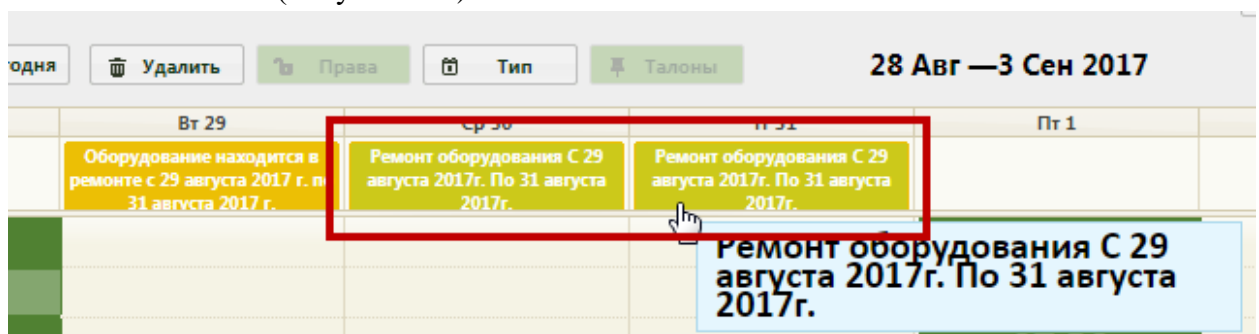 одня Удалить Права Тип Талоны 28 Авг —3 Сен 2017
Вт 29 Ср 30 Пт 1
Оборудование находится в
ремонте с 29 августа 2017 г. по
31 августа 2017 г.
Ремонт оборудования С 29
августа 2017г. По 31 августа
2017г.
Ремонт оборудования С 29
августа 2017г. По 31 августа
2017г.
Ремонт оборудования С 29
августа 2017г. По 31 августа
2017г.